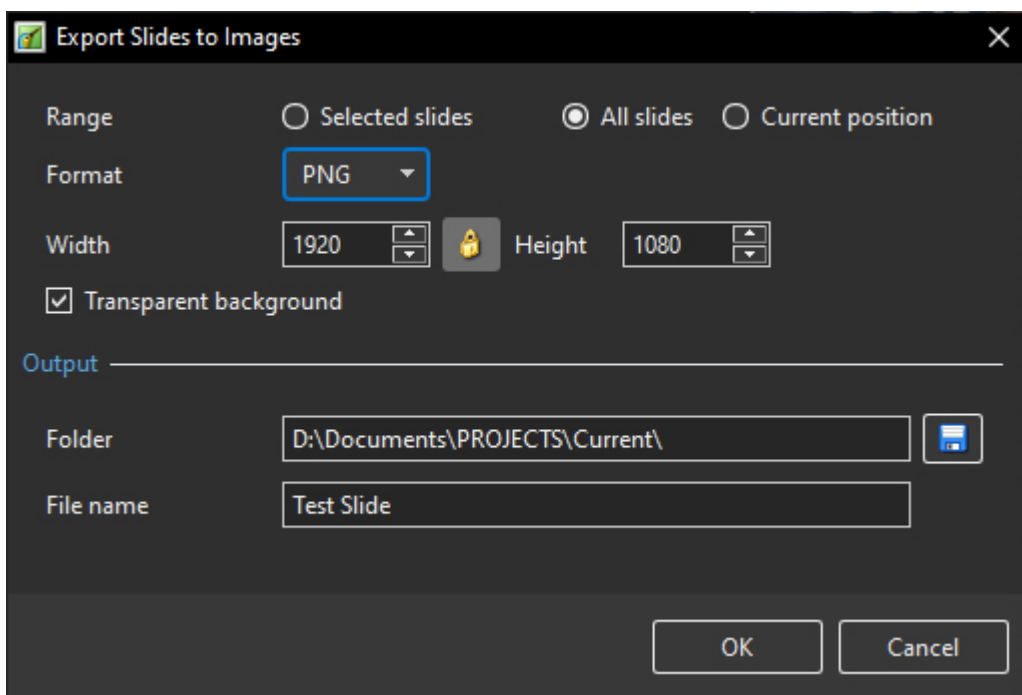 Export Slides to Images
Range Selected slides All slides Current position
Format PNG
Width 1920 Height 1080
Transparent background
Output
Folder D:\Documents\PROJECTS\Current\
File name Test Slide
OK Cancel